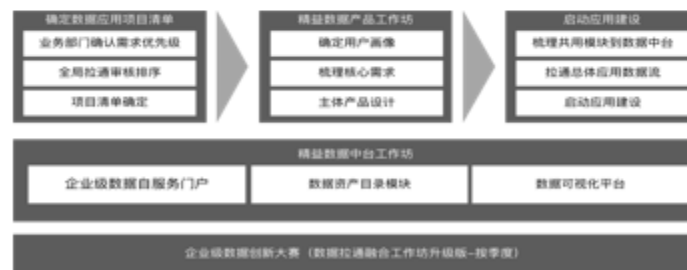 确定数据应用项目清单
业务部门确认需求优先级
全局拉通审核排序
项目清单确定
精益数据产品工作坊
确定用户画像
梳理核心需求
主体产品设计
启动应用建设
梳理共用模块到数据中台
拉通总体应用数据流
启动应用建设
精益数据中台工作坊
企业级数据自服务门户
数据资产目录模块
数据可视化平台
企业级数据创新大赛（数据拉通融合工作坊升级版-按季度）